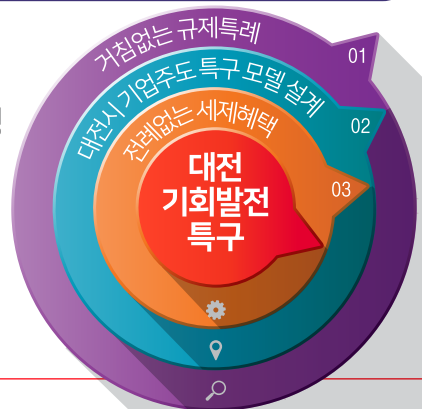 거침없는 규제특례
01
대전시 기업주도 특구 모델 설계
02
전례없는 세제혜택
03
대전
기회발전
특구